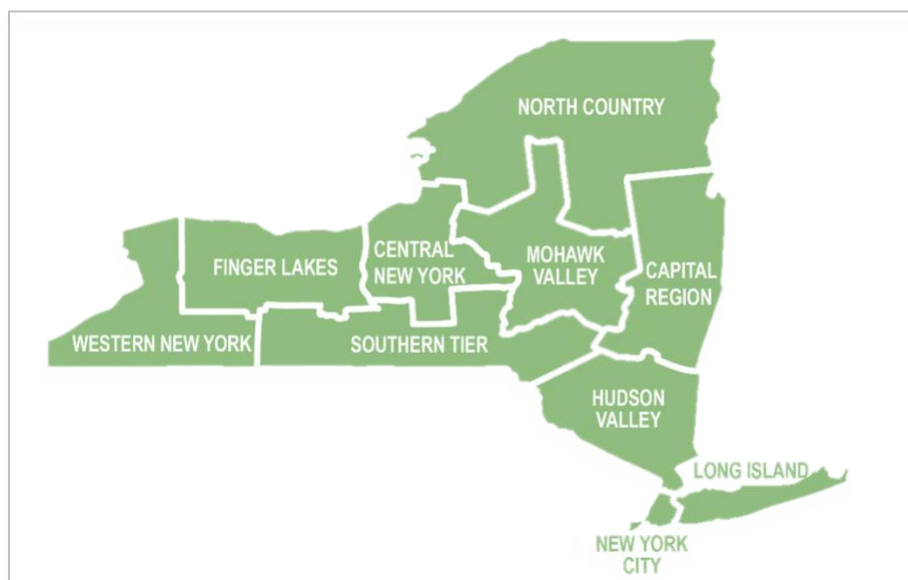 NORTH COUNTRY
FINGER LAKES
CENTRAL
NEW YORK
MOHAWK
VALLEY
CAPITAL
REGION
WESTERN NEW YORK
SOUTHERN TIER
HUDSON
VALLEY
LONG ISLAND
NEW YORK
CITY